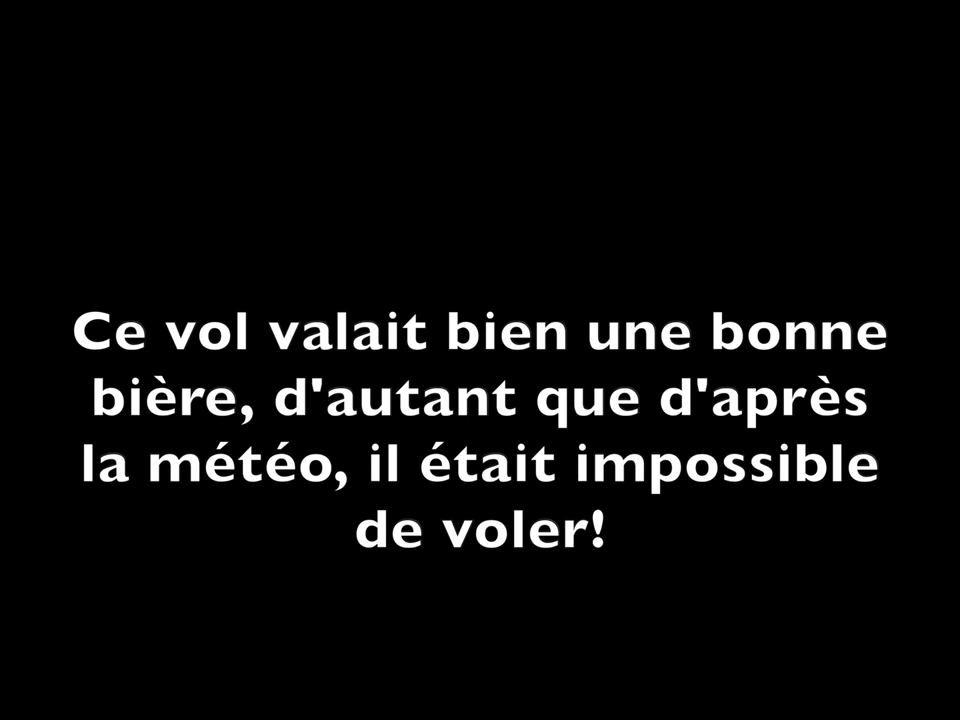 Ce vol valait bien une bonne
bière, d'autant que d'après
la météo, il était impossible
de voler!